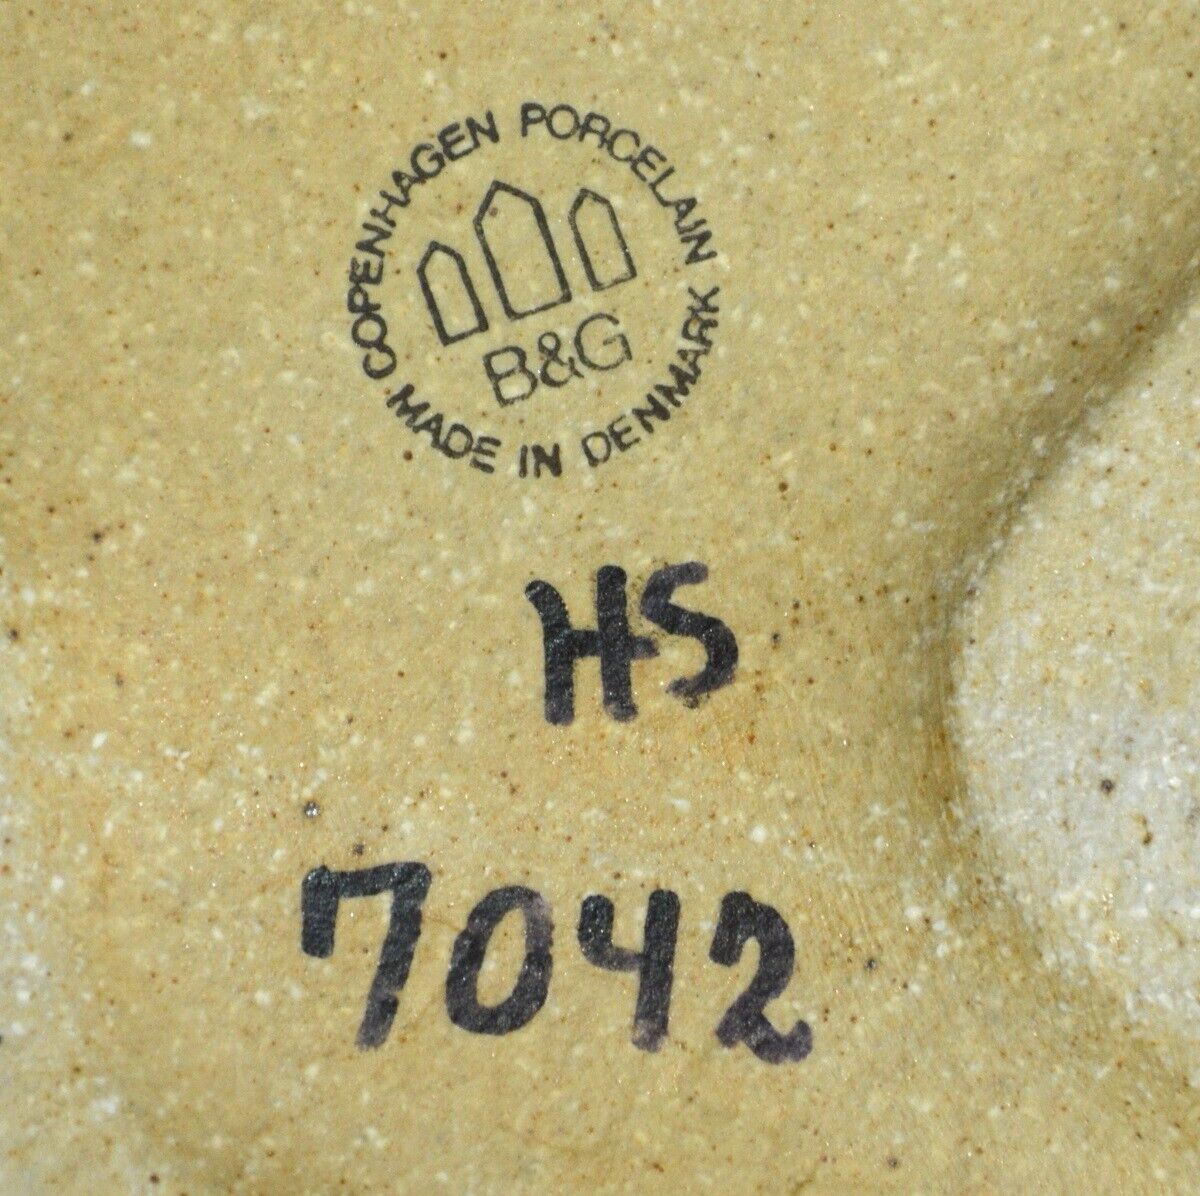 COPENHAGEN PORCELAIN
MADE IN DENMARK
B&G
HS
7042